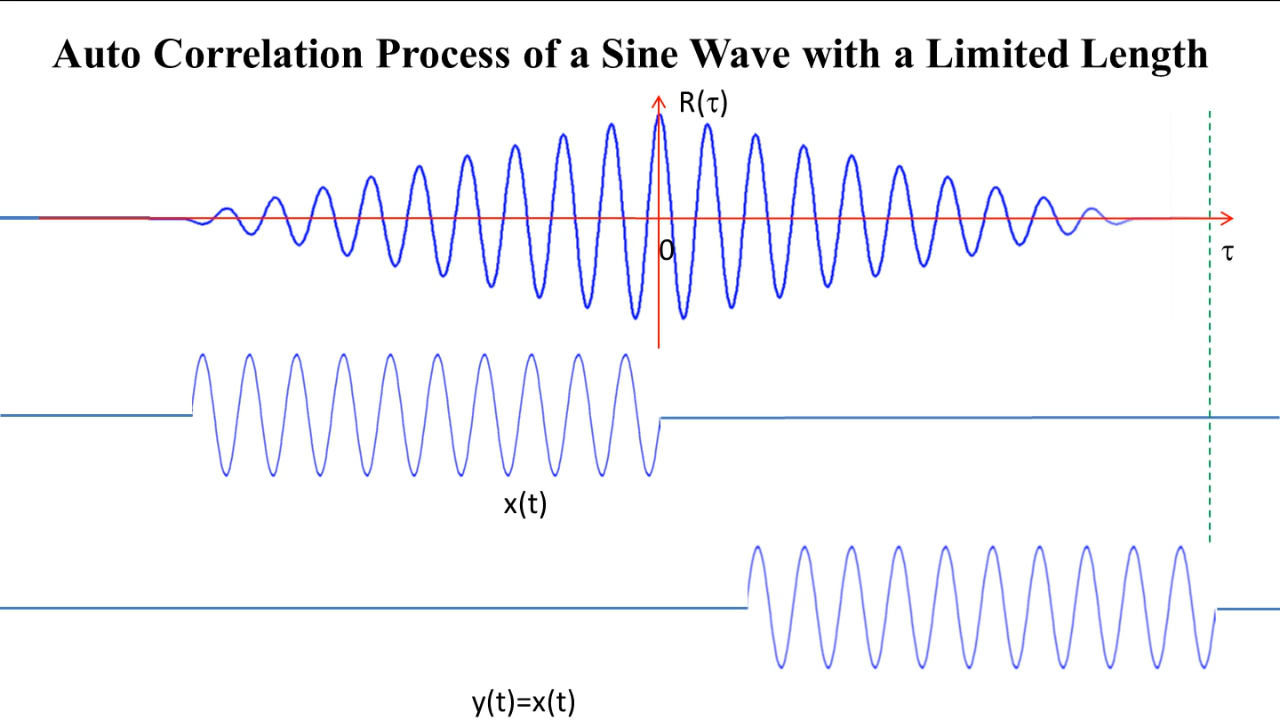 Auto Correlation Process of a Sine Wave with a Limited Length
R(τ)
0
τ
x(t)
y(t)=x(t)